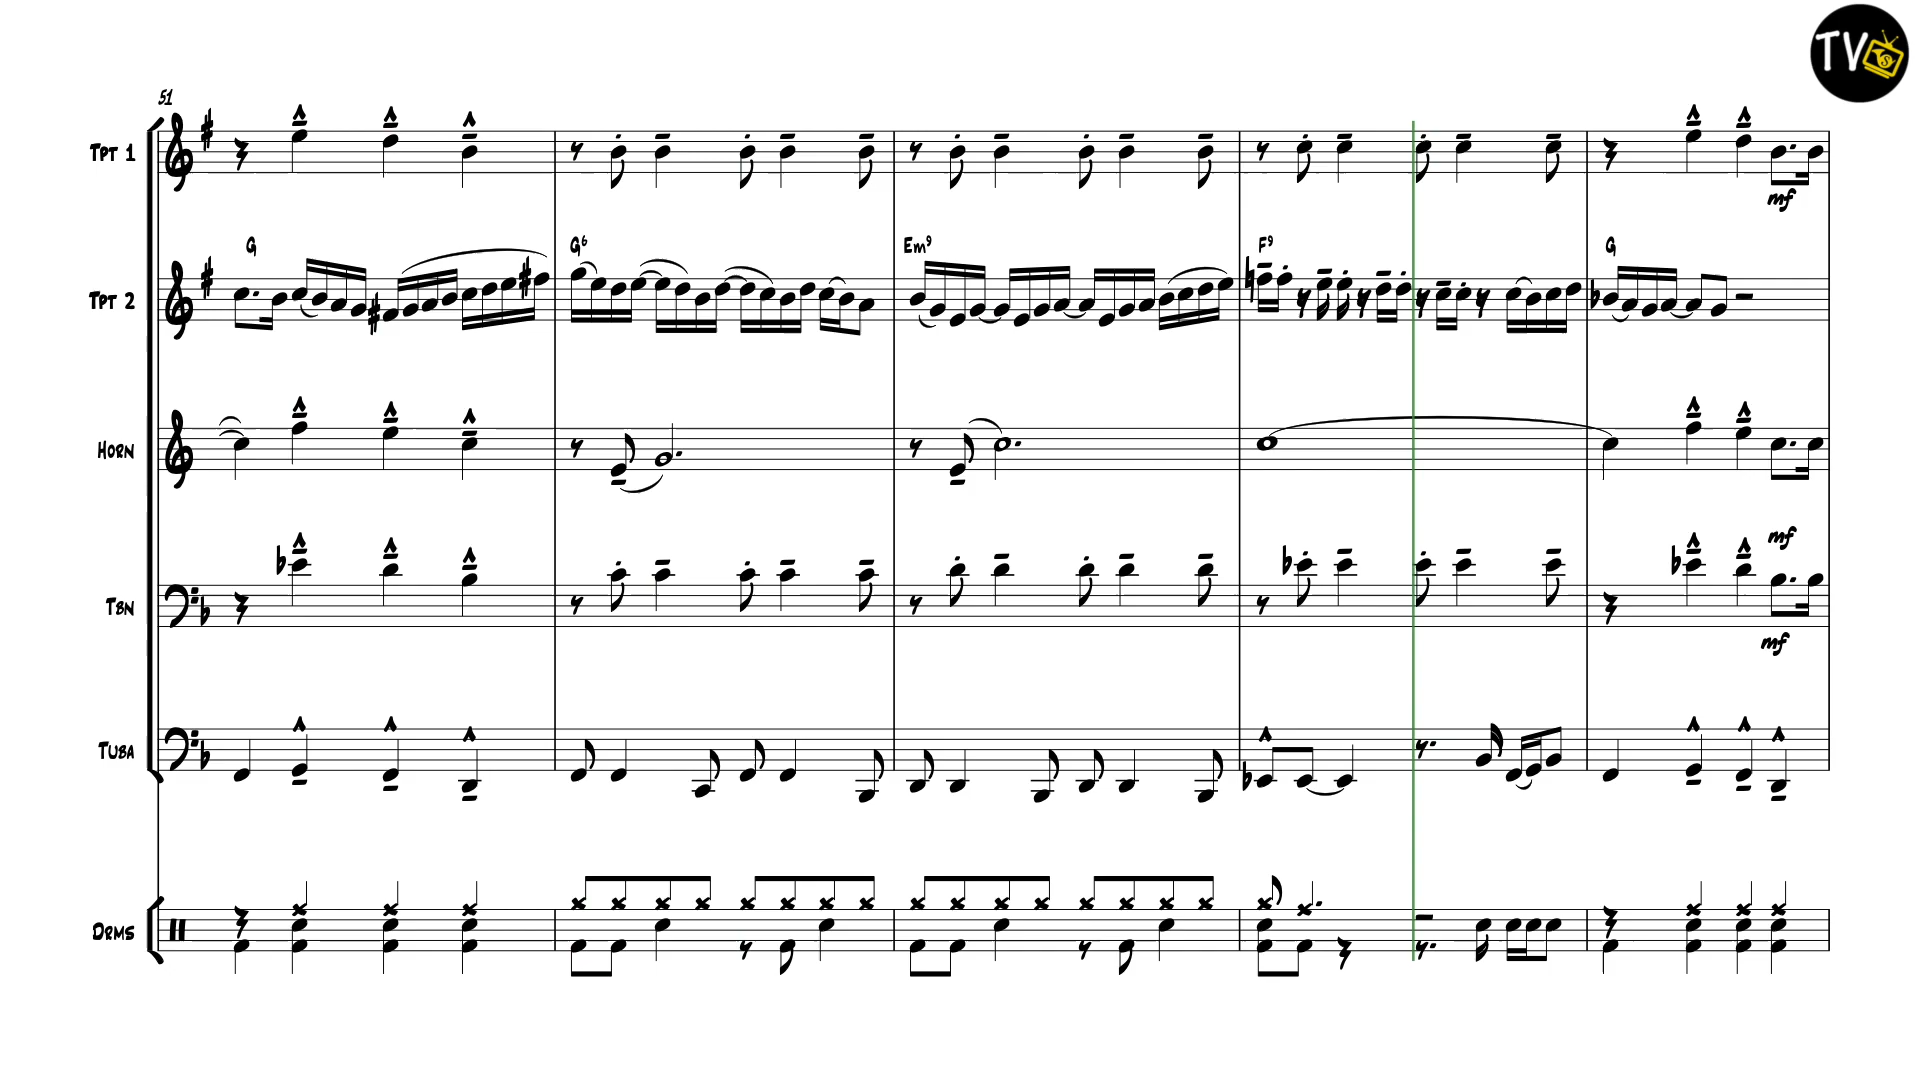 TV
51
TPT 1
mf
G G6 Em9 F9 G
TPT 2
HORN
mf
TBN
mf
TUBA
DRMS